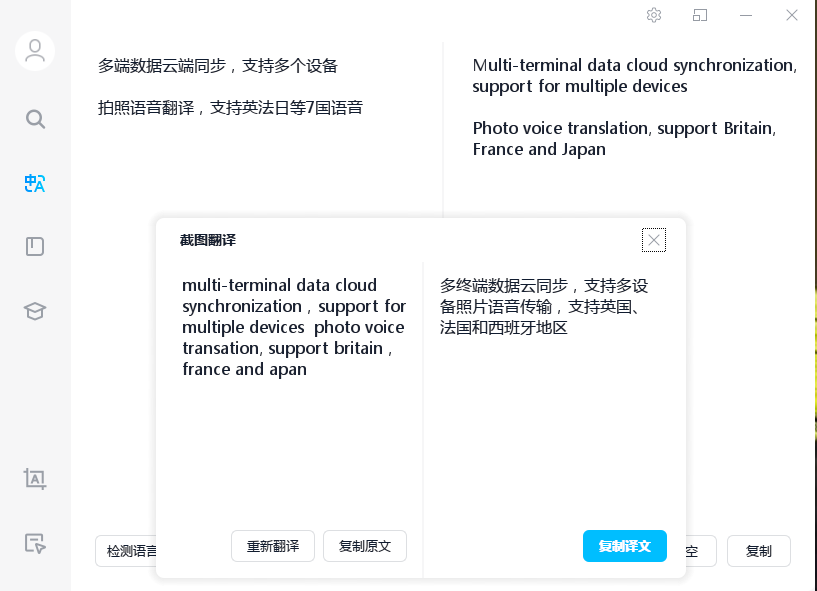 多端数据云端同步，支持多个设备
拍照语音翻译，支持英法日等7国语音
Multi-terminal data cloud synchronization,
support for multiple devices
Photo voice translation, support Britain,
France and Japan
截图翻译
multi-terminal data cloud
synchronization , support for
multiple devices photo voice
transation, support britain ,
france and apan
多终端数据云同步，支持多设
备照片语音传输，支持英国、
法国和西班牙地区
重新翻译
复制原文
复制译文
检测语言
空
复制